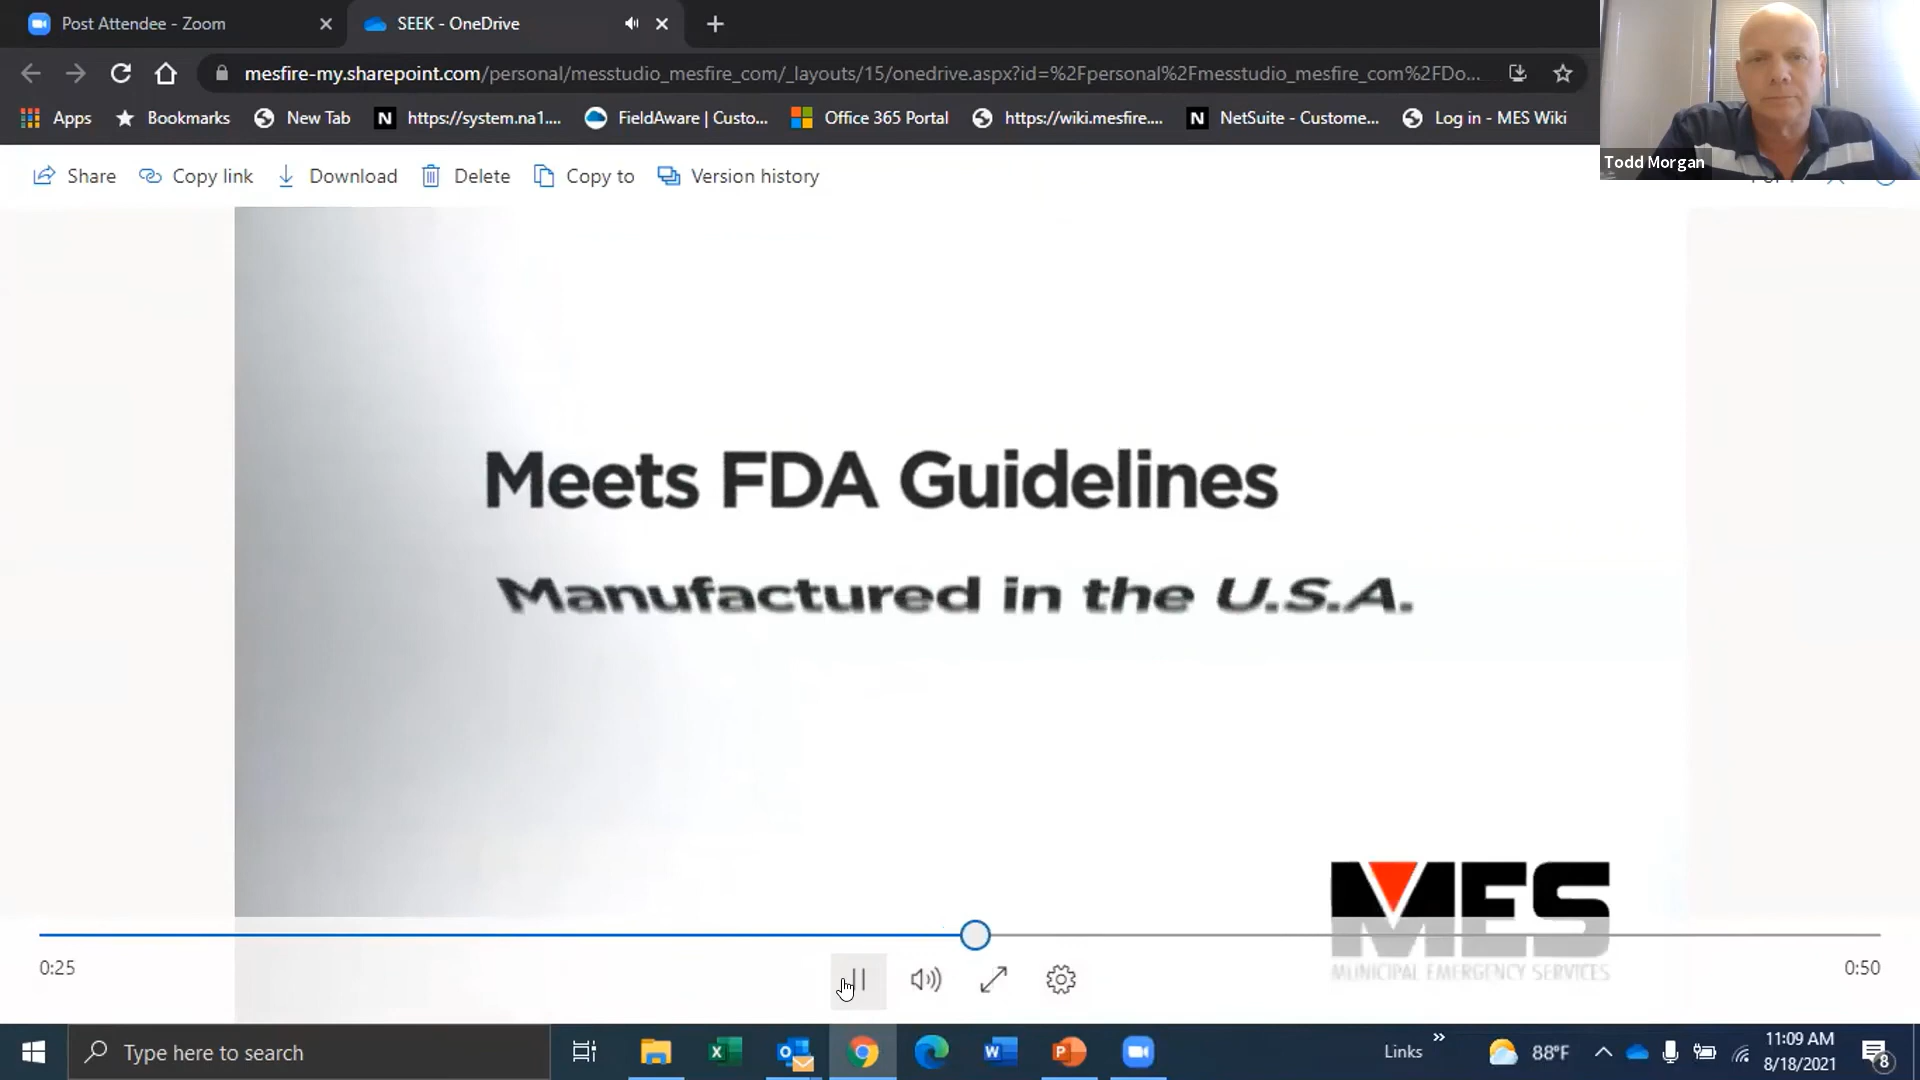 Post Attendee - Zoom
SEEK - OneDrive
mesfire-my.sharepoint.com/personal/messtudio_mesfire_com/_layouts/15/onedrive.aspx?id=%2Fpersonal%2Fmesstudio_mesfire_com%2FDo...
Apps
Bookmarks
New Tab
N
https://system.na1....
FieldAware | Custo...
Office 365 Portal
https://wiki.mesfire....
N
NetSuite - Custome...
Log in - MES Wiki
Todd Morgan
Share
Copy link
Download
Delete
Copy to
Version history
Meets FDA Guidelines
Manufactured in the U.S.A.
MES
MUNICIPAL EMERGENCY SERVICES
0:25
0:50
Type here to search
Links
88°F
11:09 AM
8/18/2021
8